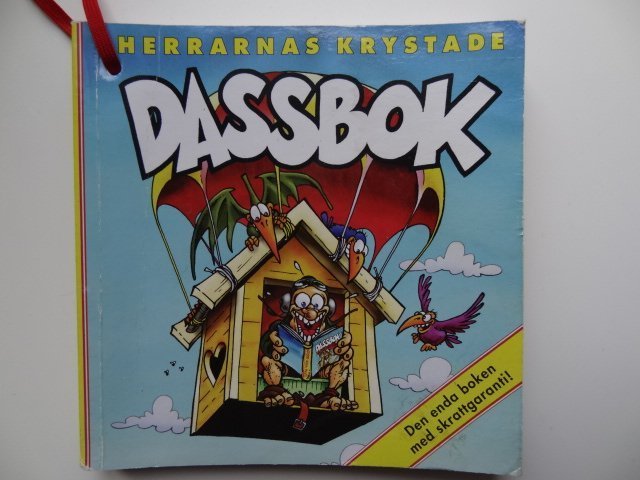 HERRARNAS KRYSTADE
DASSBOK
Den enda boken
med skrattgaranti!